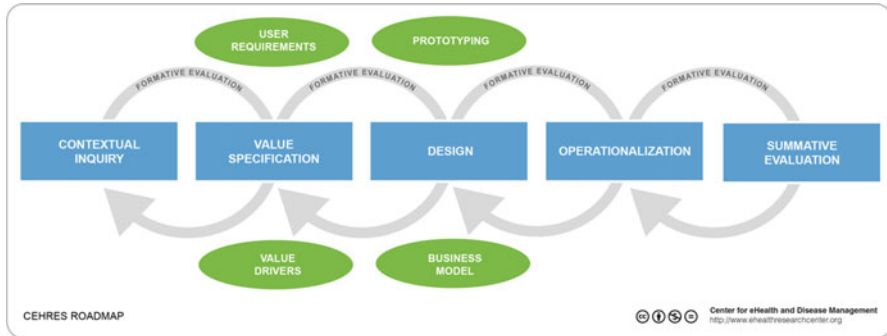 USER
REQUIREMENTS
PROTOTYPING
FORMATIVE EVALUATION
FORMATIVE EVALUATION
FORMATIVE EVALUATION
FORMATIVE EVALUATION
CONTEXTUAL
INQUIRY
VALUE
SPECIFICATION
DESIGN
OPERATIONALIZATION
SUMMATIVE
EVALUATION
VALUE
DRIVERS
BUSINESS
MODEL
CEHRES ROADMAP
Center for eHealth and Disease Management
http://www.ehealthresearchcenter.org